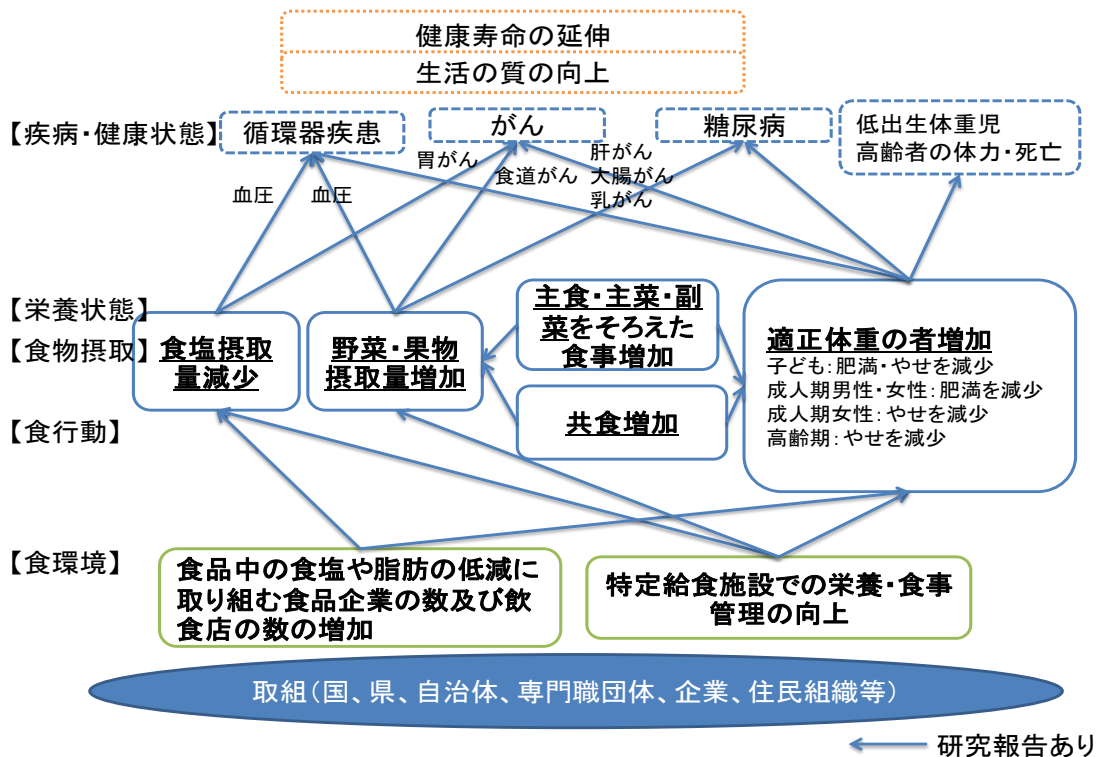 健康寿命の延伸
生活の質の向上
【疾病・健康状態】
循環器疾患
がん
糖尿病
低出生体重児
高齢者の体力・死亡
胃がん
食道がん
肝がん
大腸がん
乳がん
血圧
血圧
【栄養状態】
【食物摂取】
食塩摂取
量減少
野菜・果物
摂取量増加
主食・主菜・副
菜をそろえた
食事増加
共食増加
適正体重の者増加
子ども:肥満・やせを減少
成人期男性・女性:肥満を減少
成人期女性:やせを減少
高齢期:やせを減少
【食行動】
【食環境】
食品中の食塩や脂肪の低減に
取り組む食品企業の数及び飲
食店の数の増加
特定給食施設での栄養・食事
管理の向上
取組(国、県、自治体、専門職団体、企業、住民組織等)
研究報告あり